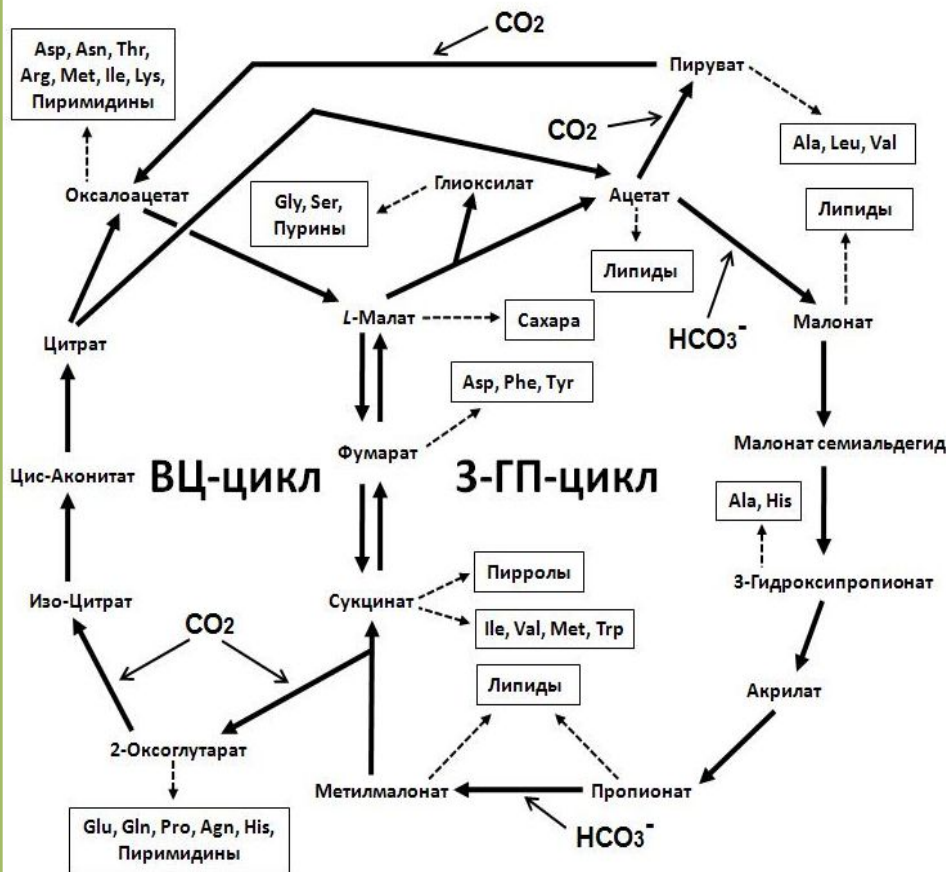 CO2
Asp, Asn, Thr,
Arg, Met, Ile, Lys,
Пиримидины
Пируват
CO2
Ala, Leu, Val
Оксалоацетат
Глиоксилат
Ацетат
Gly, Ser,
Пурины
Липиды
Липиды
L-Малат
Сахара
HCO3-
Малонат
Цитрат
Asp, Phe, Tyr
Малонат семиальдегид
Фумарат
Цис-Аконитат
ВЦ-цикл
3-ГП-цикл
Ala, His
Пирролы
3-Гидроксипропионат
Изо-Цитрат
Сукцинат
CO2
Ile, Val, Met, Trp
Липиды
Акрилат
2-Оксоглутарат
Метилмалонат
Пропионат
Glu, Gln, Pro, Agn, His,
Пиримидины
HCO3-